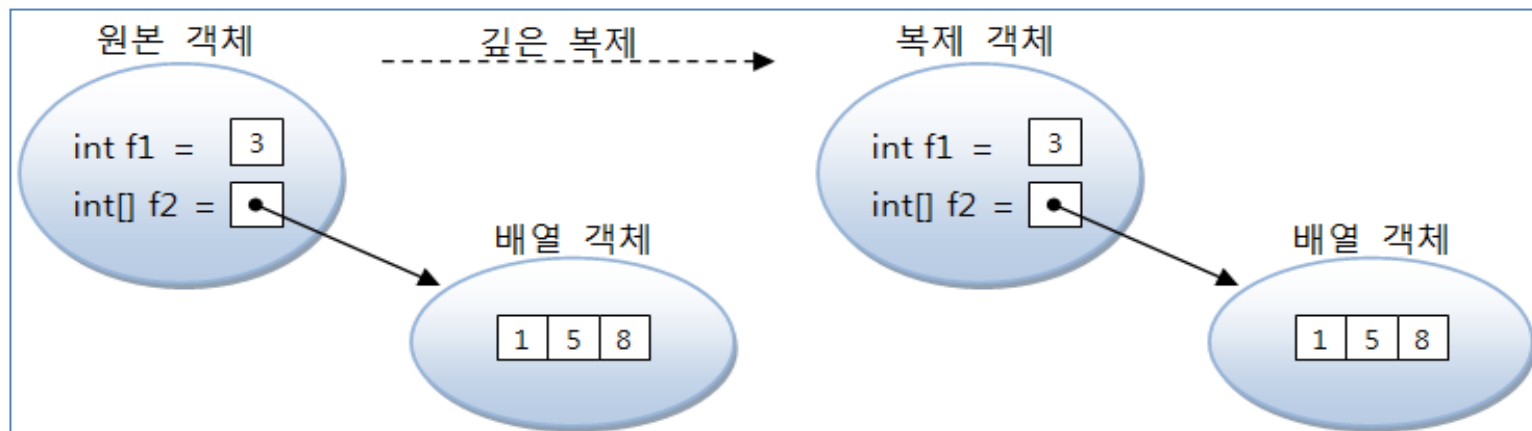 원본 객체
깊은 복제
복제 객체
int f1 = 3
int[] f2 =
배열 객체
1 5 8
int f1 = 3
int[] f2 =
배열 객체
1 5 8